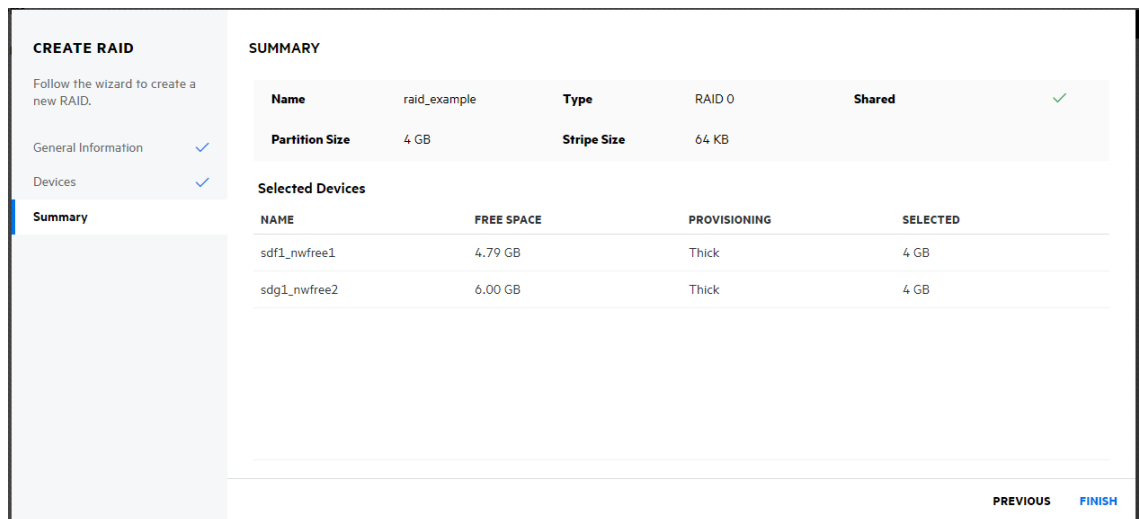 CREATE RAID
Follow the wizard to create a
new RAID.
General Information
Devices
Summary
SUMMARY
Name raid_example Type RAID 0 Shared
Partition Size 4 GB Stripe Size 64 KB
Selected Devices
NAME FREE SPACE PROVISIONING SELECTED
sdf1_nwfree1 4.79 GB Thick 4 GB
sdg1_nwfree2 6.00 GB Thick 4 GB
PREVIOUS FINISH